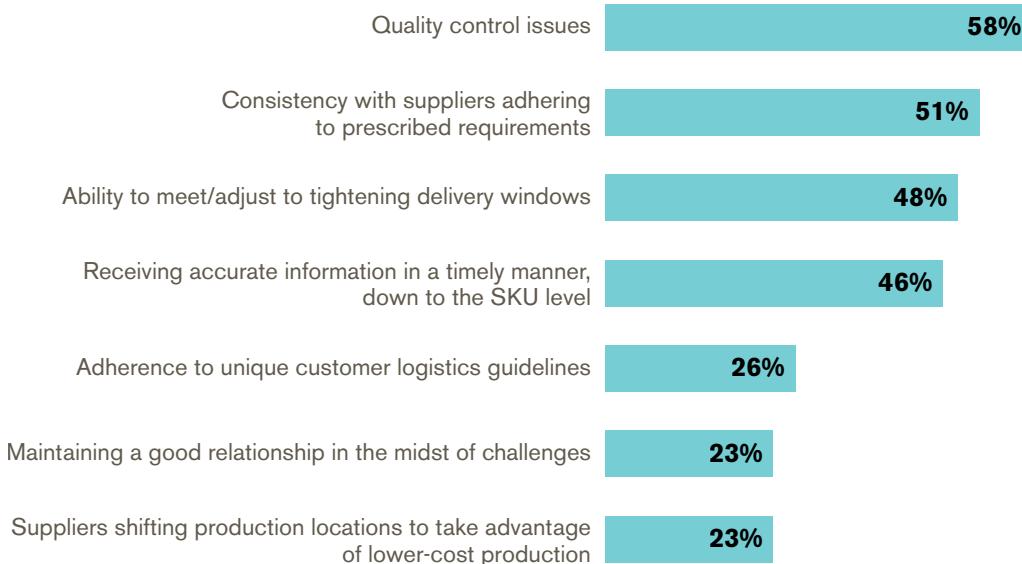 Quality control issues
58%
Consistency with suppliers adhering
to prescribed requirements
51%
Ability to meet/adjust to tightening delivery windows
48%
Receiving accurate information in a timely manner,
down to the SKU level
46%
Adherence to unique customer logistics guidelines
26%
Maintaining a good relationship in the midst of challenges
23%
Suppliers shifting production locations to take advantage
of lower-cost production
23%